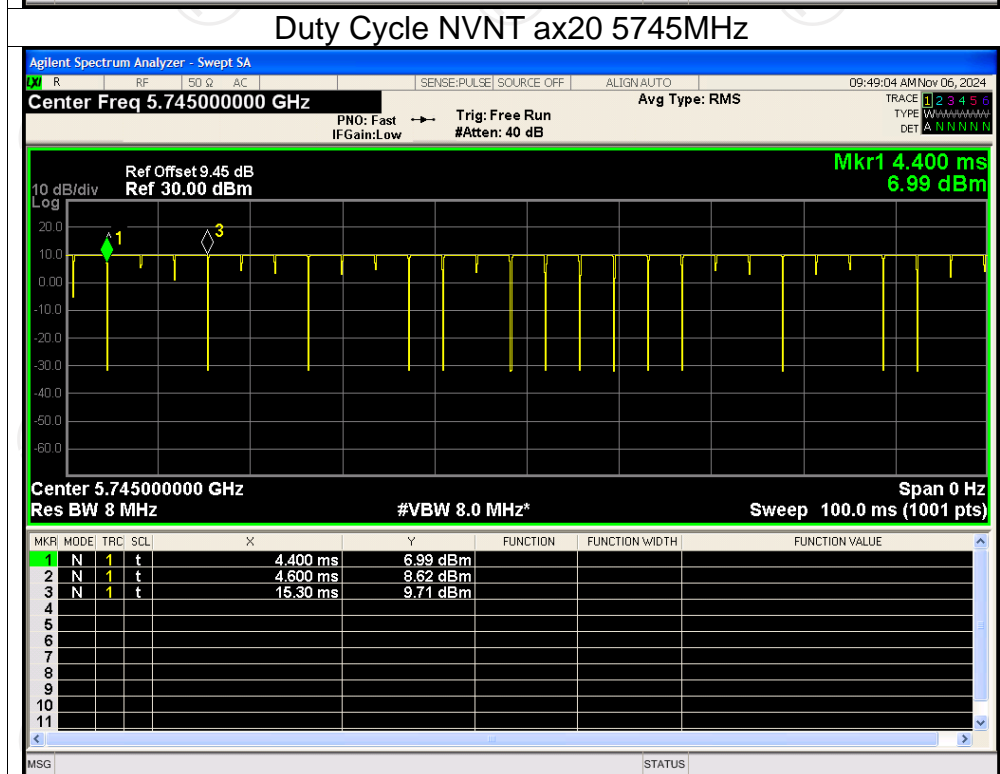 Duty Cycle NVNT ax20 5745MHz
Agilent Spectrum Analyzer - Swept SA
LXI R RF 50 Ω AC SENSE:PULSE SOURCE OFF ALIGN AUTO 09:49:04 AM Nov 06, 2024
Center Freq 5.745000000 GHz
PNO: Fast
IFGain:Low
Trig: Free Run
#Atten: 40 dB
Avg Type: RMS
TRACE 1 2 3 4 5 6
TYPE W
DET A N N N N N
Mkr1 4.400 ms
6.99 dBm
Ref Offset 9.45 dB
10 dB/div Ref 30.00 dBm
Log
20.0
10.0
0.00
-10.0
-20.0
-30.0
-40.0
-50.0
-60.0
1
3
Center 5.745000000 GHz Span 0 Hz
Res BW 8 MHz #VBW 8.0 MHz* Sweep 100.0 ms (1001 pts)
MKR MODE TRC SCL X Y FUNCTION FUNCTION WIDTH FUNCTION VALUE
1 N 1 t 4.400 ms 6.99 dBm
2 N 1 t 4.600 ms 8.62 dBm
3 N 1 t 15.30 ms 9.71 dBm
4
5
6
7
8
9
10
11
MSG STATUS